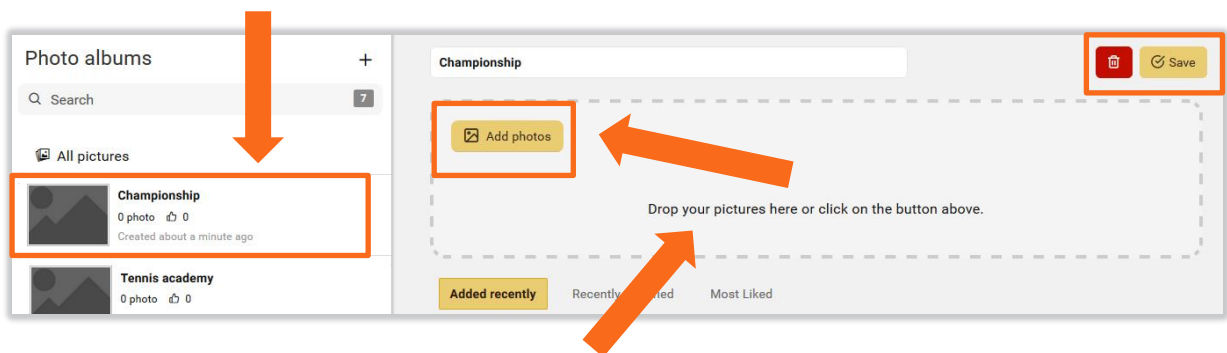 Photo albums
+
Search
7
All pictures
Championship
0 photo 0
Created about a minute ago
Tennis academy
0 photo 0
Championship
Save
Add photos
Drop your pictures here or click on the button above.
Added recently
Recently
Most Liked